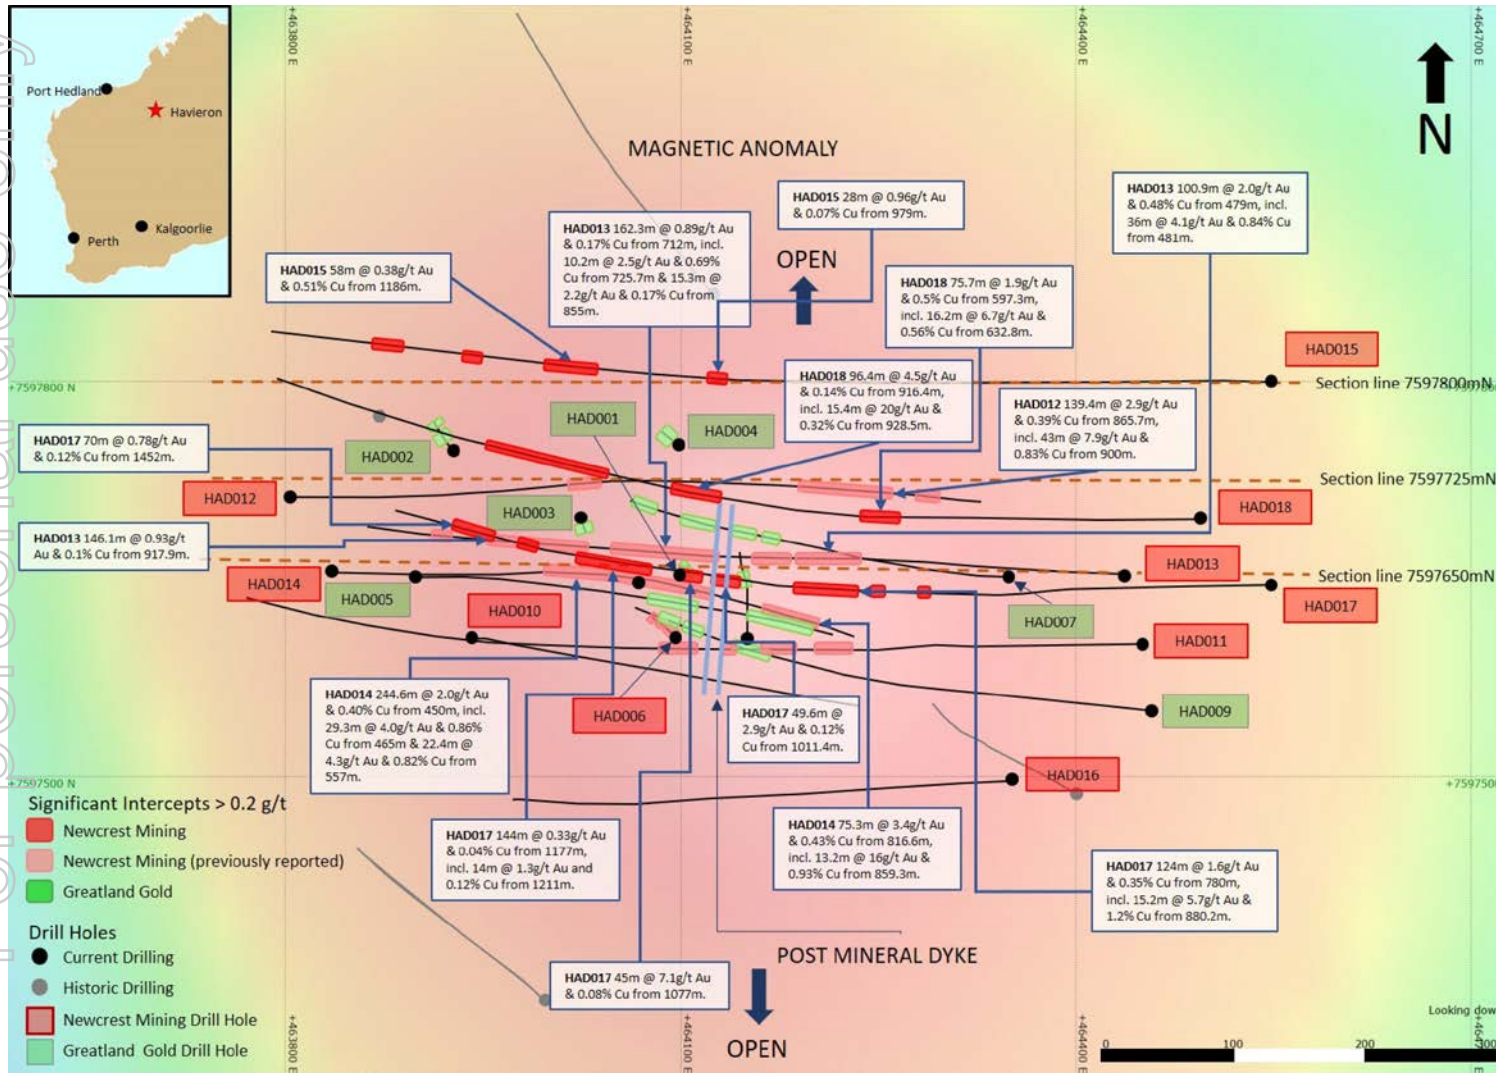 For personal use only
+463800 E
+464100 E
+464400 E
+464700 E
Port Hedland
Havieron
Kalgoorlie
Perth
N
MAGNETIC ANOMALY
HAD015 28m @ 0.96g/t Au
& 0.07% Cu from 979m.
HAD013 100.9m @ 2.0g/t Au
& 0.48% Cu from 479m, incl.
36m @ 4.1g/t Au & 0.84% Cu
from 481m.
HAD013 162.3m @ 0.89g/t Au
& 0.17% Cu from 712m, incl.
10.2m @ 2.5g/t Au & 0.69%
Cu from 725.7m & 15.3m @
2.2g/t Au & 0.17% Cu from
855m.
OPEN
HAD015 58m @ 0.38g/t Au
& 0.51% Cu from 1186m.
HAD018 75.7m @ 1.9g/t Au
& 0.5% Cu from 597.3m,
incl. 16.2m @ 6.7g/t Au &
0.56% Cu from 632.8m.
HAD015
+7597800 N
Section line 7597800mN
HAD018 96.4m @ 4.5g/t Au
& 0.14% Cu from 916.4m,
incl. 15.4m @ 20g/t Au &
0.32% Cu from 928.5m.
HAD012 139.4m @ 2.9g/t Au
& 0.39% Cu from 865.7m,
incl. 43m @ 7.9g/t Au &
0.83% Cu from 900m.
HAD001
HAD004
HAD002
HAD017 70m @ 0.78g/t Au
& 0.12% Cu from 1452m.
Section line 7597725mN
HAD012
HAD003
HAD018
HAD013 146.1m @ 0.93g/t
Au & 0.1% Cu from 917.9m.
HAD013
Section line 7597650mN
HAD014
HAD005
HAD010
HAD017
HAD007
HAD011
HAD014 244.6m @ 2.0g/t Au
& 0.40% Cu from 450m, incl.
29.3m @ 4.0g/t Au & 0.86%
Cu from 465m & 22.4m @
4.3g/t Au & 0.82% Cu from
557m.
HAD006
HAD017 49.6m @
2.9g/t Au & 0.12%
Cu from 1011.4m.
HAD009
HAD016
+7597500 N
+7597500
HAD017 144m @ 0.33g/t Au
& 0.04% Cu from 1177m,
incl. 14m @ 1.3g/t Au and
0.12% Cu from 1211m.
HAD014 75.3m @ 3.4g/t Au
& 0.43% Cu from 816.6m,
incl. 13.2m @ 16g/t Au &
0.93% Cu from 859.3m.
HAD017 124m @ 1.6g/t Au
& 0.35% Cu from 780m,
incl. 15.2m @ 5.7g/t Au &
1.2% Cu from 880.2m.
HAD017 45m @ 7.1g/t Au
& 0.08% Cu from 1077m.
POST MINERAL DYKE
OPEN
Significant Intercepts > 0.2 g/t
Newcrest Mining
Newcrest Mining (previously reported)
Greatland Gold
Drill Holes
Current Drilling
Historic Drilling
Newcrest Mining Drill Hole
Greatland Gold Drill Hole
+463800 E
+464100 E
+464400 E
Looking dow
0
100
200
300